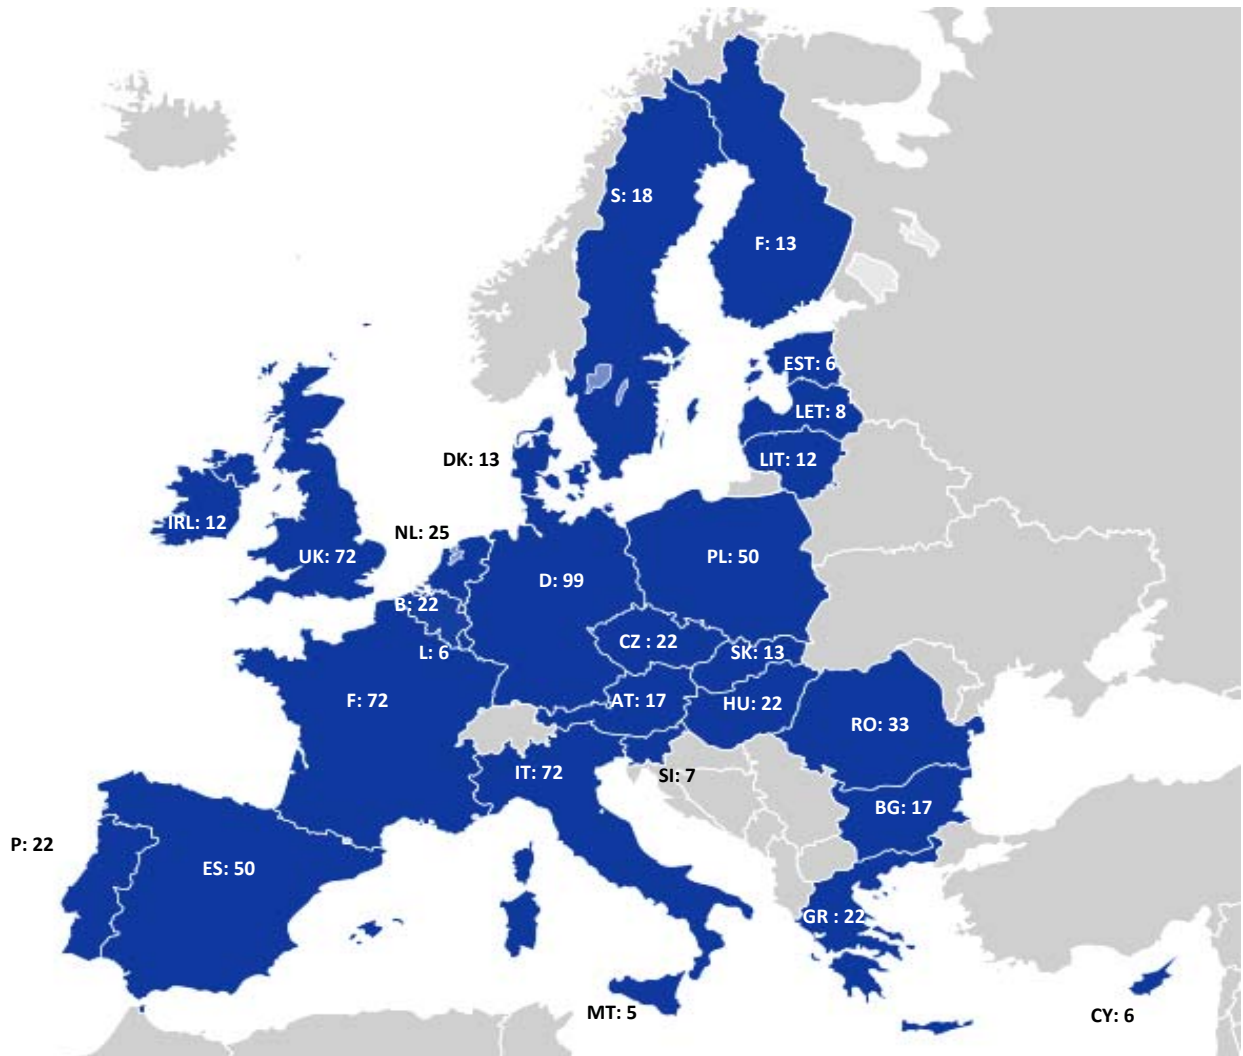 S: 18
F: 13
EST: 6
LET: 8
LIT: 12
DK: 13
IRL: 12
NL: 25
UK: 72
PL: 50
D: 99
B: 22
CZ : 22
L: 6
SK: 13
F: 72
AT: 17
HU: 22
RO: 33
IT: 72
SI: 7
BG: 17
P: 22
ES: 50
GR : 22
MT: 5
CY: 6